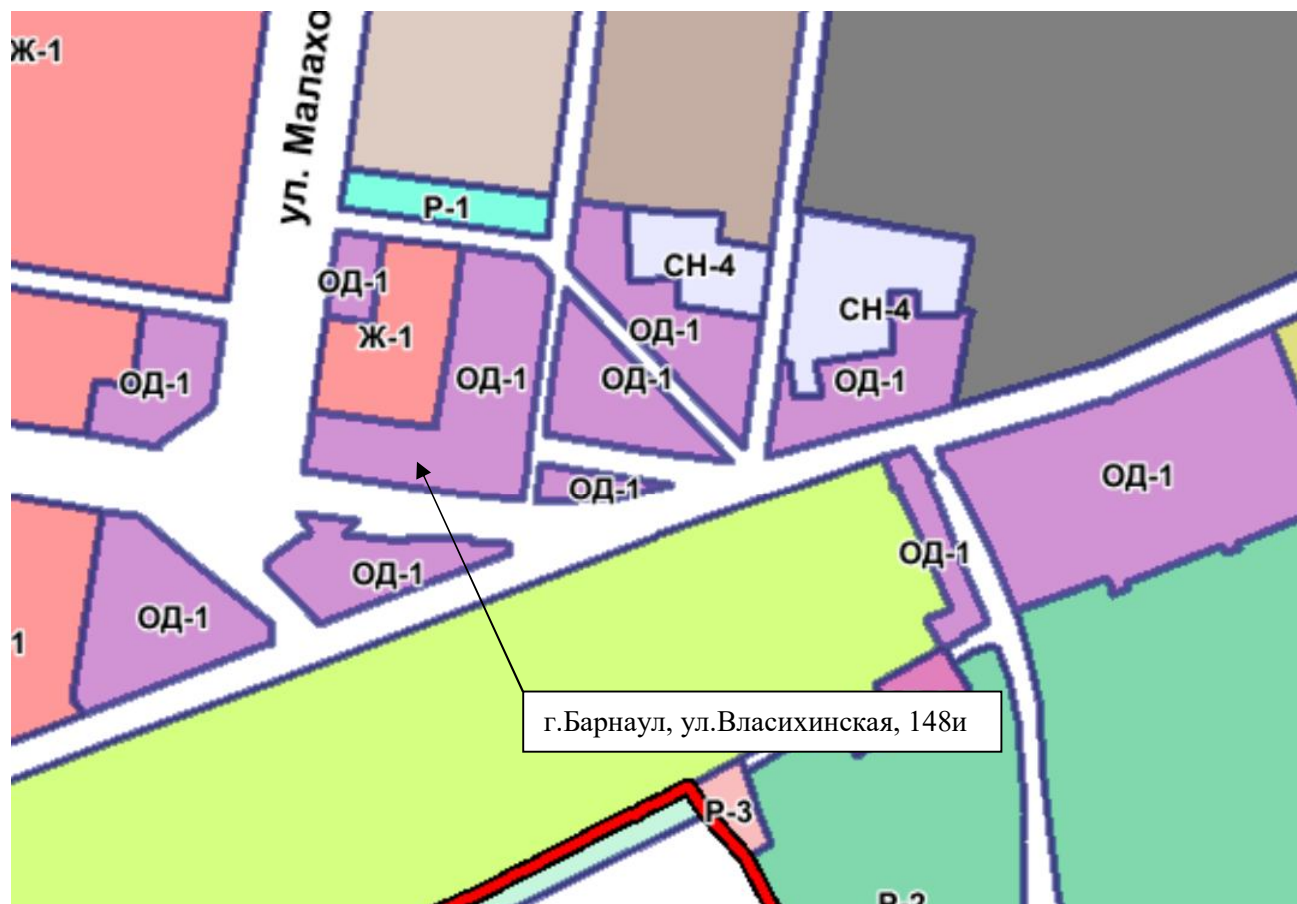 Ж-1
ул. Малахо
Р-1
СН-4
ОД-1
СН-4
ОД-1
Ж-1
ОД-1
ОД-1
ОД-1
ОД-1
ОД-1
ОД-1
ОД-1
ОД-1
ОД-1
ОД-1
1
г.Барнаул, ул.Власихинская, 148и
Р-3
Р-2